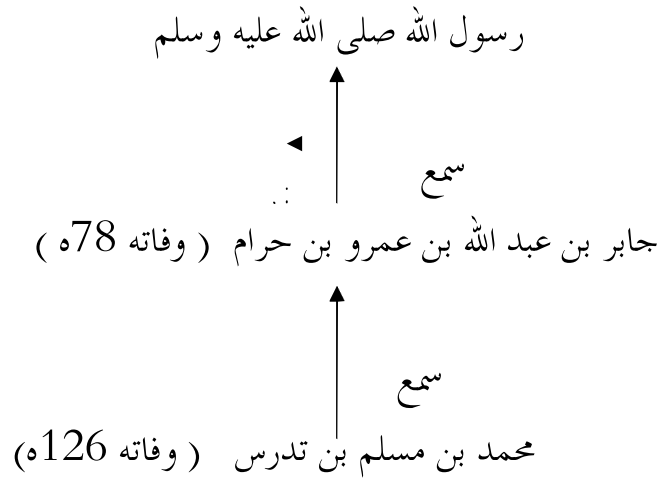 رسول الله صلى الله عليه وسلم
سمع
جابر بن عبد الله بن عمرو بن حرام ( وفاته 78ه )
سمع
محمد بن مسلم بن تدرس ( وفاته 126ه)